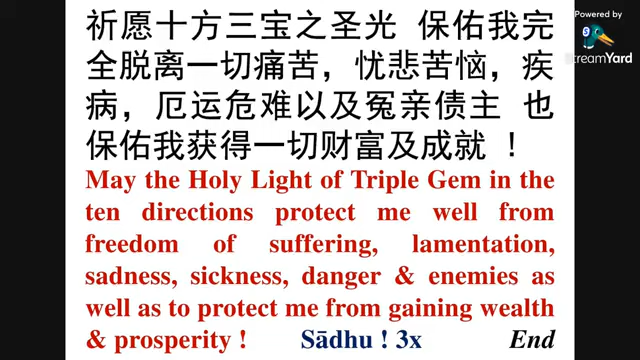 祈愿十方三宝之圣光 保佑我完
全脱离一切痛苦，忧悲苦恼，疾
病，厄运危难以及冤亲债主 也
保佑我获得一切财富及成就 ！
May the Holy Light of Triple Gem in the
ten directions protect me well from
freedom of suffering, lamentation,
sadness, sickness, danger & enemies as
well as to protect me from gaining wealth
& prosperity ! Sādhu ! 3x End
Powered by
StreamYard